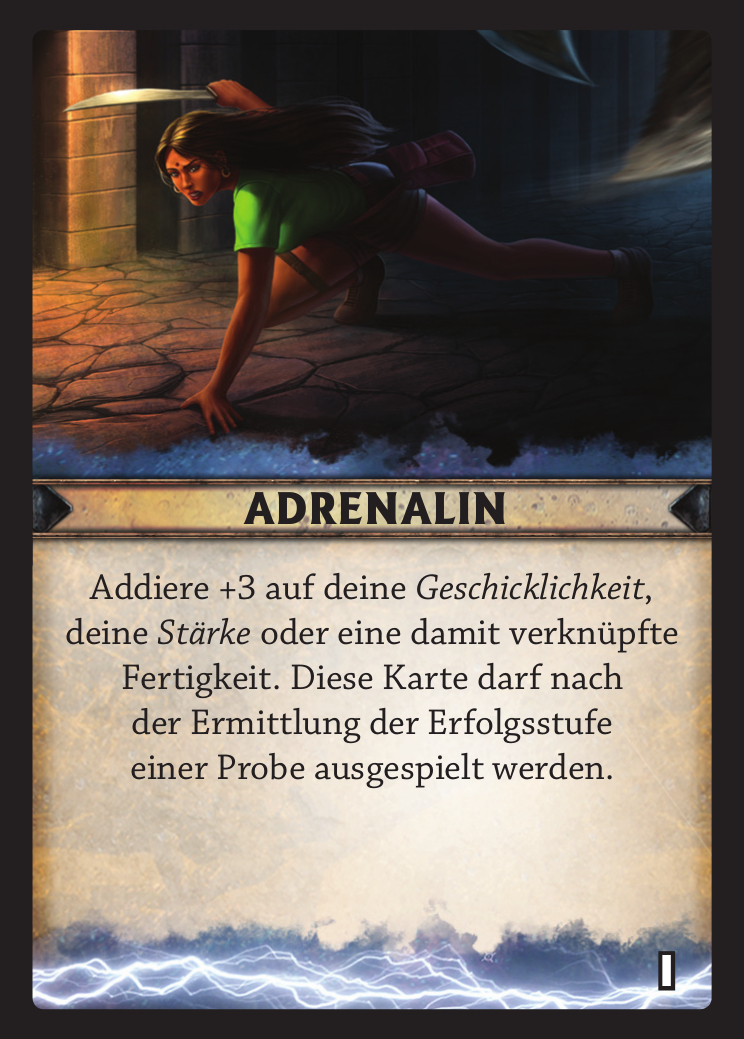 ADRENALIN
Addiere +3 auf deine Geschicklichkeit,
deine Stärke oder eine damit verknüpfte
Fertigkeit. Diese Karte darf nach
der Ermittlung der Erfolgsstufe
einer Probe ausgespielt werden.